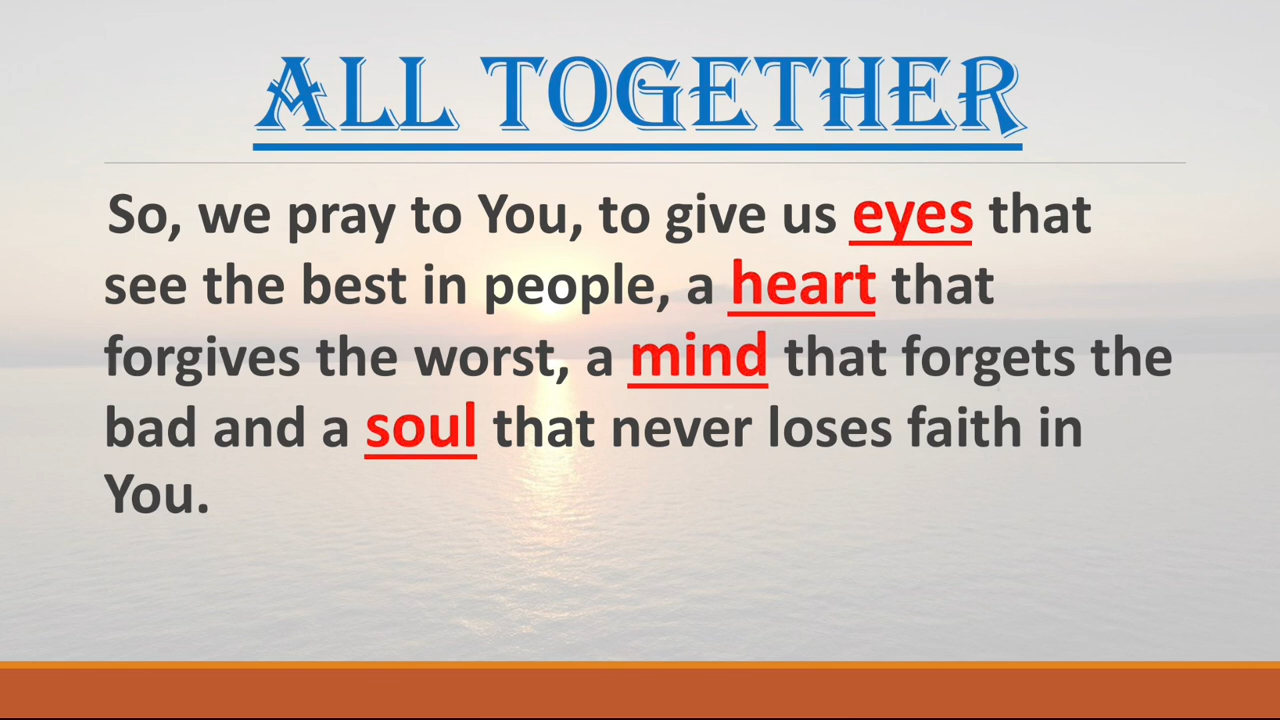 ALL TOGETHER
So, we pray to You, to give us eyes that
see the best in people, a heart that
forgives the worst, a mind that forgets the
bad and a soul that never loses faith in
You.